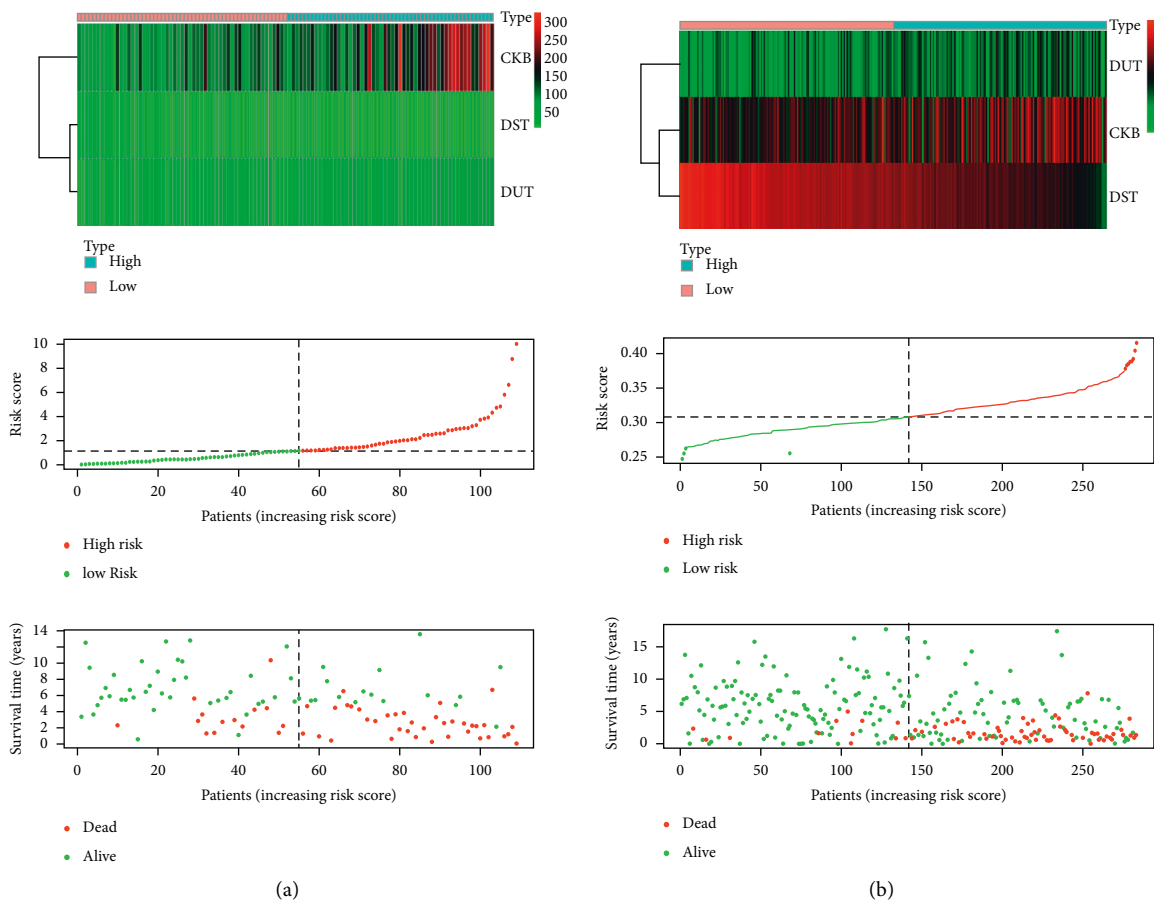 Type
300
250
200
150
100
50
CKB
DST
DUT
Type
High
Low
Risk score
10
8
6
4
2
0
0 20 40 60 80 100
Patients (increasing risk score)
High risk
low Risk
Survival time (years)
14
10
8
6
4
2
0
0 20 40 60 80 100
Patients (increasing risk score)
Dead
Alive
(a)
Type
DUT
CKB
DST
Type
High
Low
Risk score
0.40
0.35
0.30
0.25
0 50 100 150 200 250
Patients (increasing risk score)
High risk
Low risk
Survival time (years)
15
10
5
0
0 50 100 150 200 250
Patients (increasing risk score)
Dead
Alive
(b)